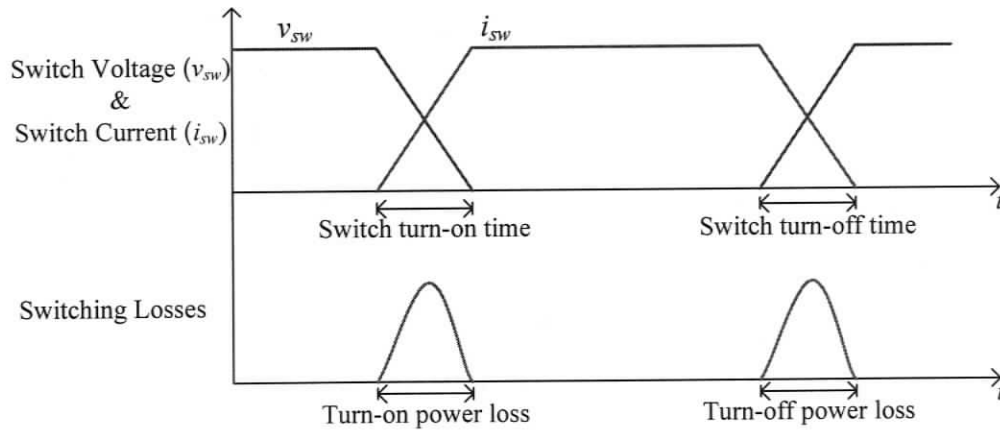 v_sw
i_sw
Switch Voltage (v_sw)
&
Switch Current (i_sw)
t
Switch turn-on time
Switch turn-off time
Switching Losses
t
Turn-on power loss
Turn-off power loss